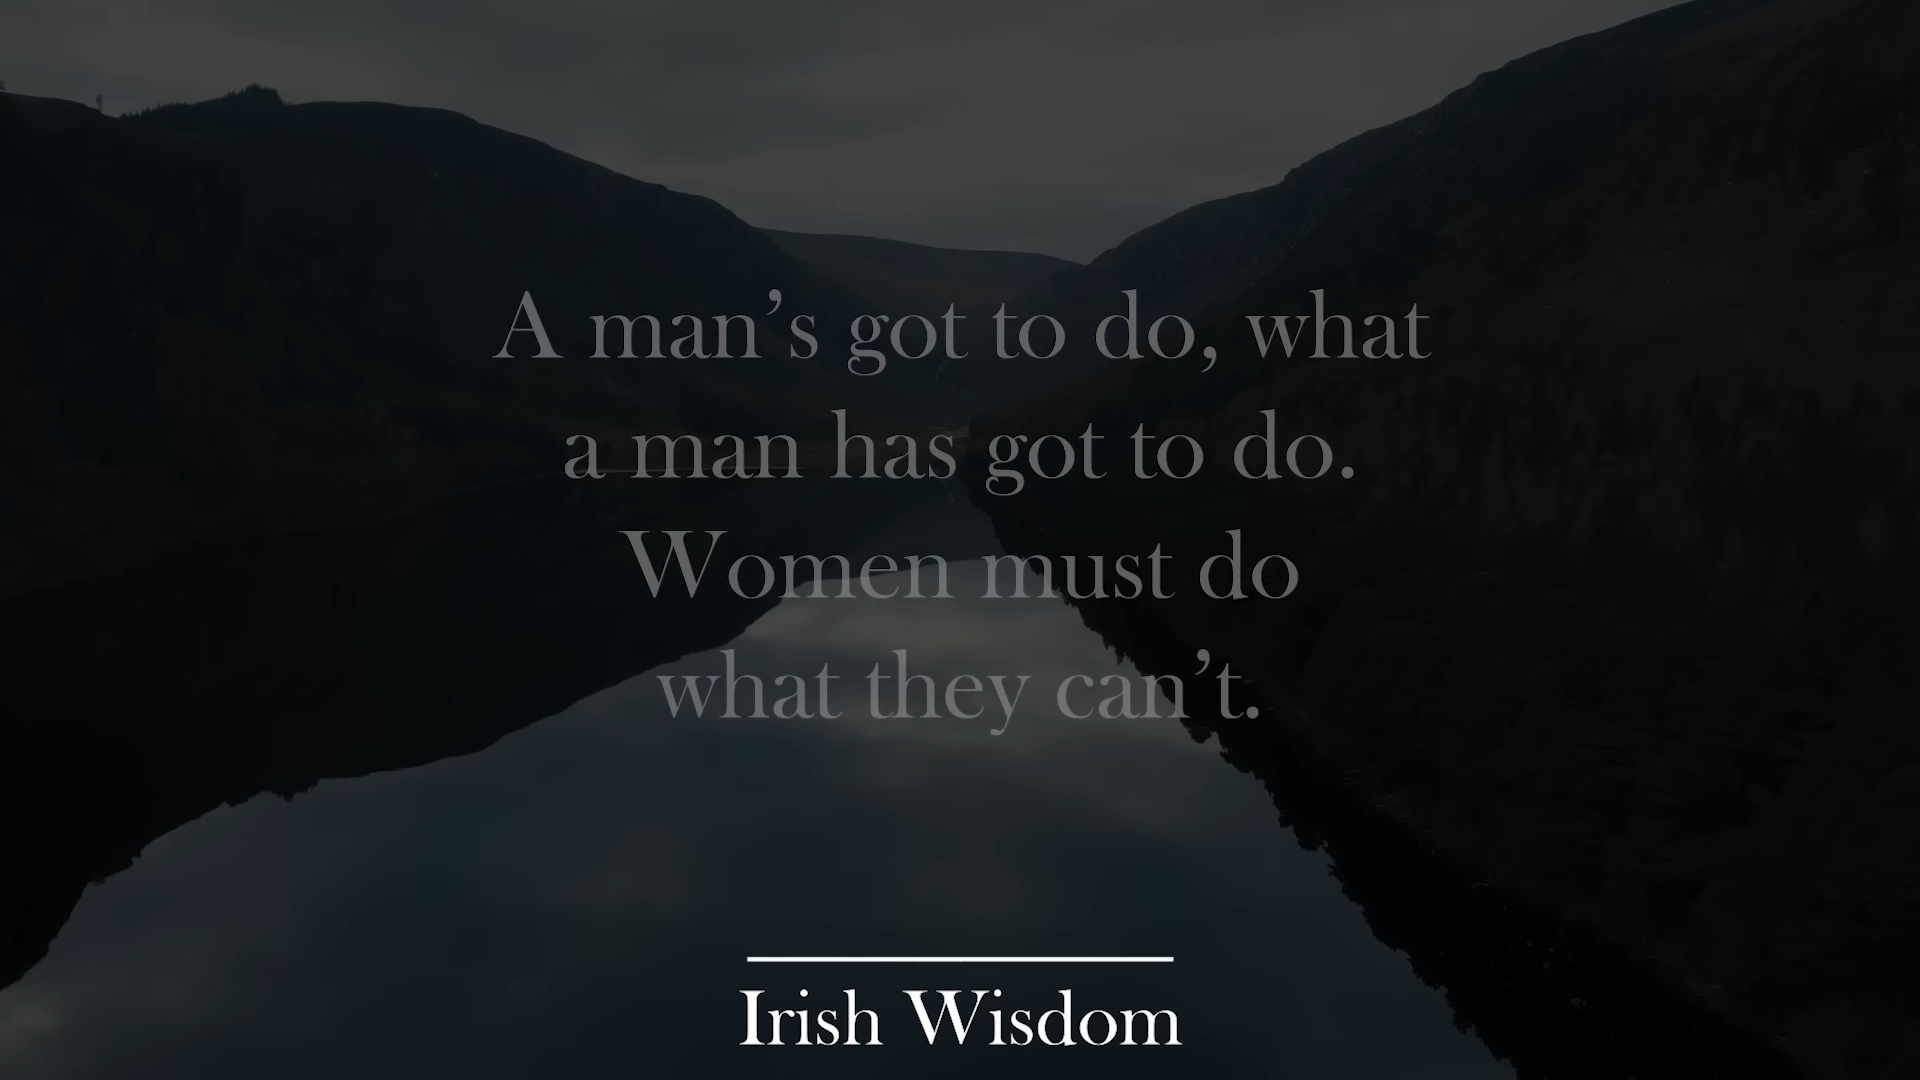 A man’s got to do, what
a man has got to do.
Women must do
what they can’t.
Irish Wisdom